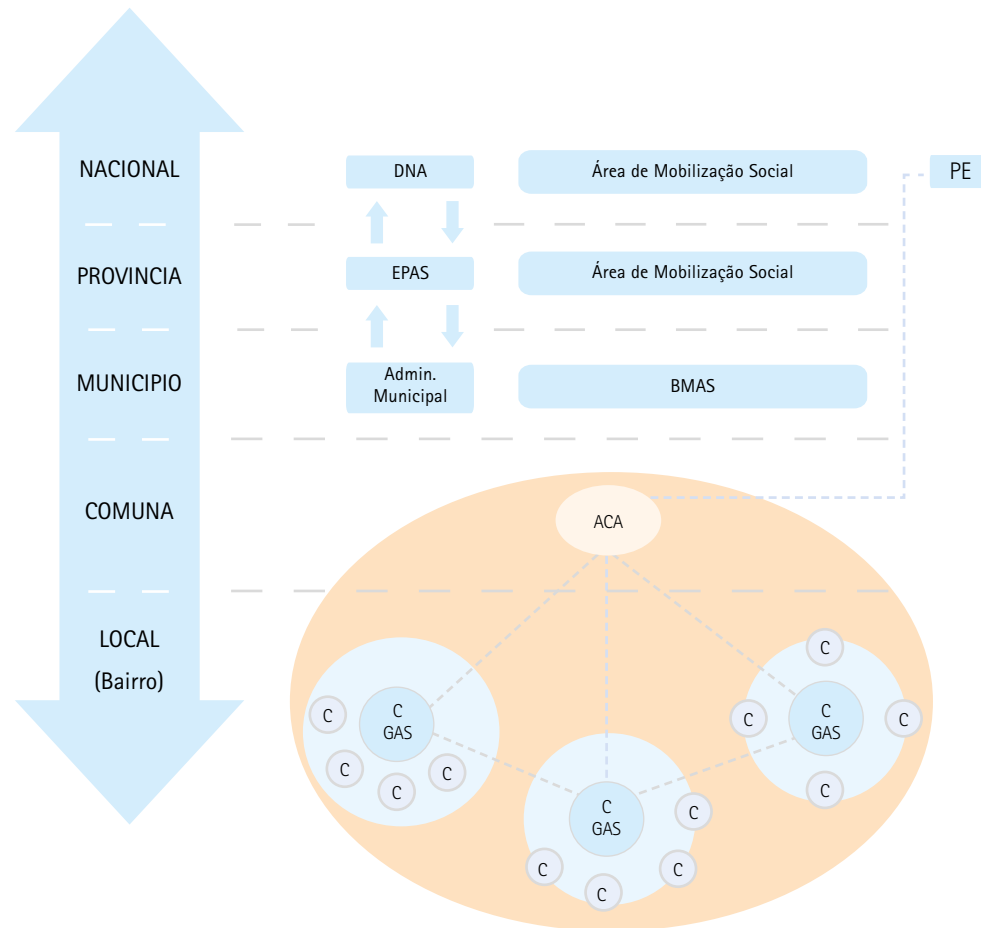 NACIONAL
DNA
Área de Mobilização Social
PE
PROVINCIA
EPAS
Área de Mobilização Social
MUNICIPIO
Admin.
Municipal
BMAS
COMUNA
ACA
LOCAL
(Bairro)
C
GAS
C
C
C
C
C
GAS
C
C
C
C
C
C
GAS
C
C
C
C